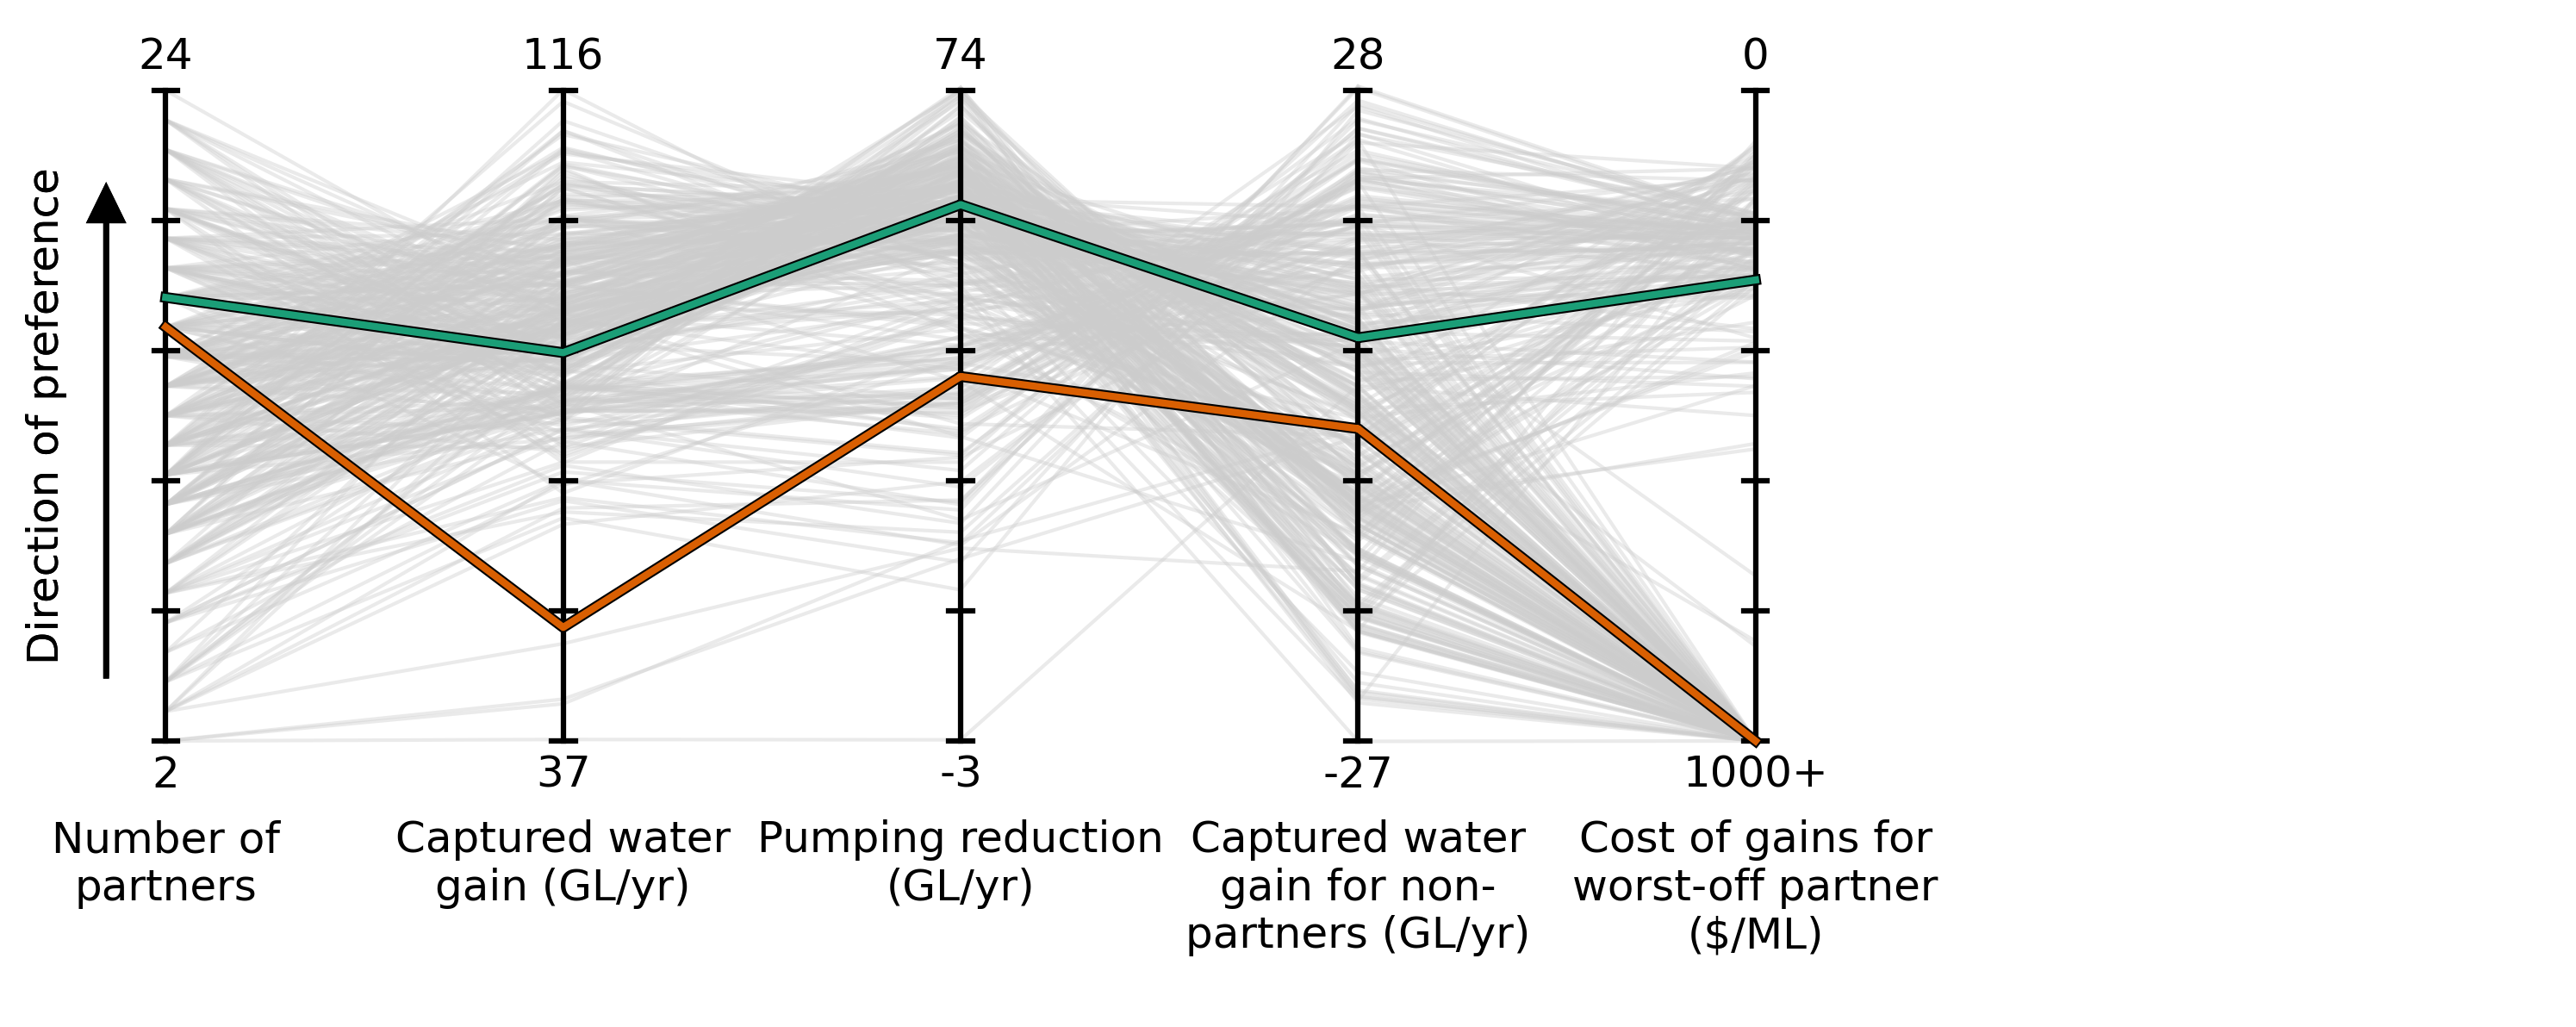 24
116
74
28
0
Direction of preference
2
37
-3
-27
1000+
Number of
partners
Captured water
gain (GL/yr)
Pumping reduction
(GL/yr)
Captured water
gain for non-
partners (GL/yr)
Cost of gains for
worst-off partner
($/ML)